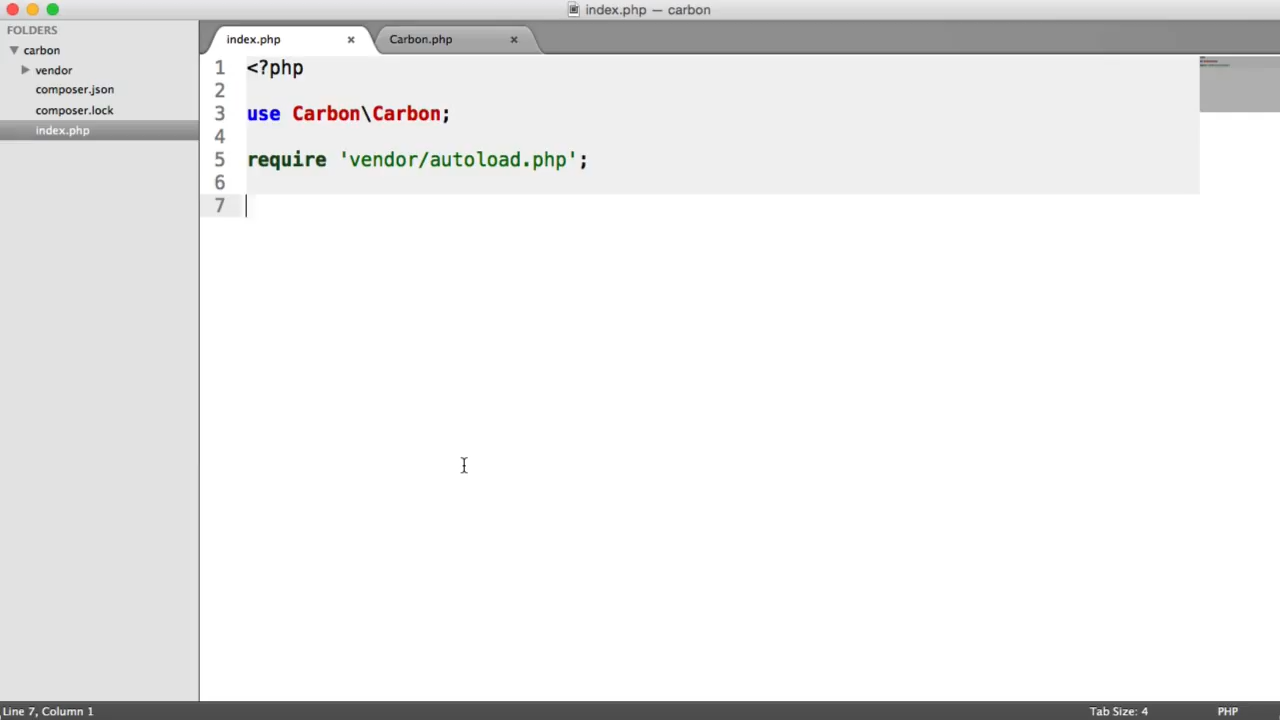 index.php — carbon
FOLDERS
carbon
vendor
composer.json
composer.lock
index.php
index.php
Carbon.php
1 <?php
2
3 use Carbon\Carbon;
4
5 require 'vendor/autoload.php';
6
7
Line 7, Column 1
Tab Size: 4
PHP